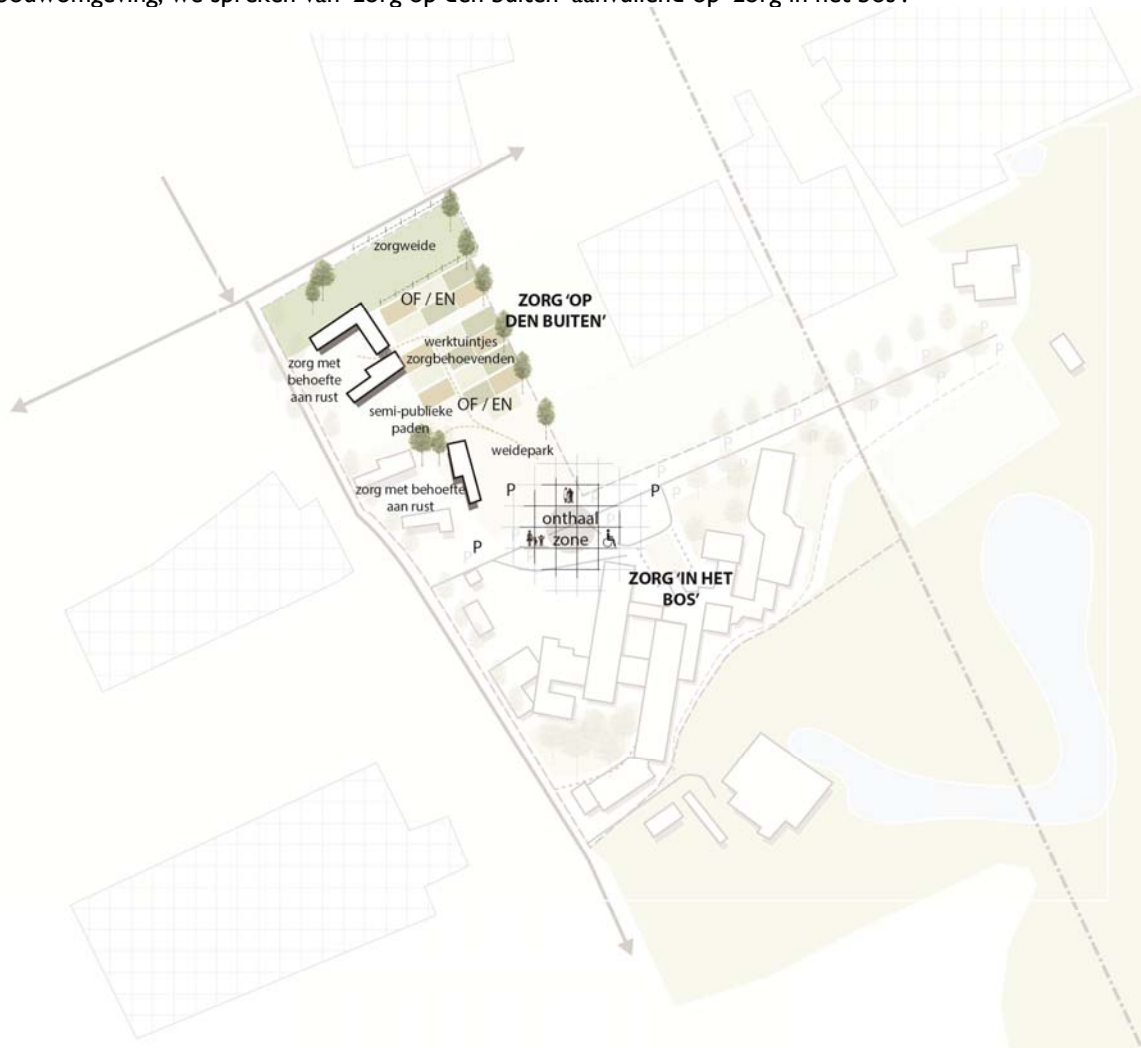 bouwomgeving, we spreken van 'zorg op den buiten' aanvullend op 'zorg in het bos'.
zorgweide
OF / EN
ZORG 'OP
DEN BUITEN'
werktuintjes
zorgbehoevenden
zorg met
behoefte
aan rust
semi-publieke
paden
OF / EN
weidepark
zorg met behoefte
aan rust
P
P
P
onthaal
zone
ZORG 'IN HET
BOS'
P
P
P
P
P
P
P
P